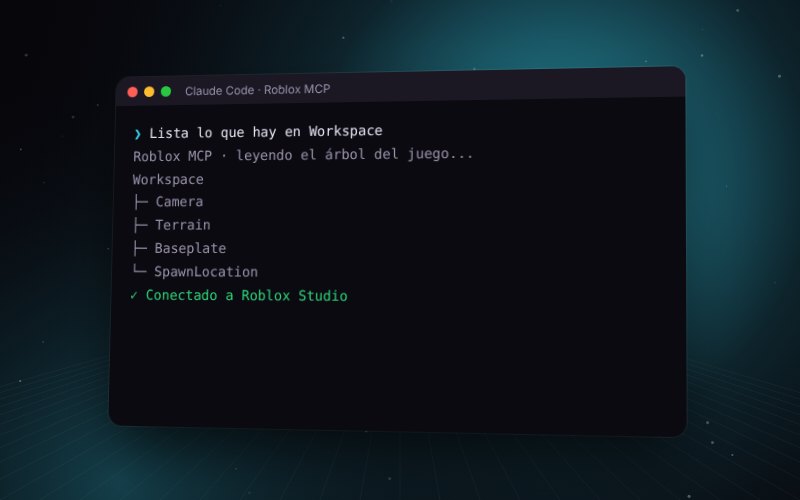 Claude Code · Roblox MCP
❯ Lista lo que hay en Workspace
Roblox MCP · leyendo el árbol del juego...
Workspace
├─ Camera
├─ Terrain
├─ Baseplate
└─ SpawnLocation
✓ Conectado a Roblox Studio